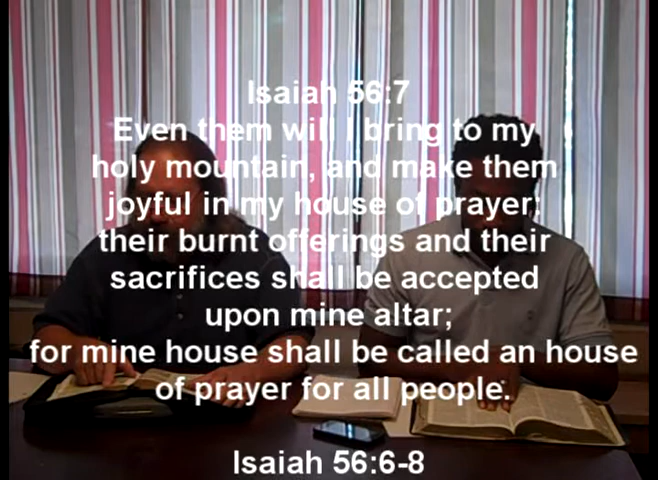 Isaiah 56:7
Even them will I bring to my
holy mountain, and make them
joyful in my house of prayer:
their burnt offerings and their
sacrifices shall be accepted
upon mine altar;
for mine house shall be called an house
of prayer for all people.
Isaiah 56:6-8